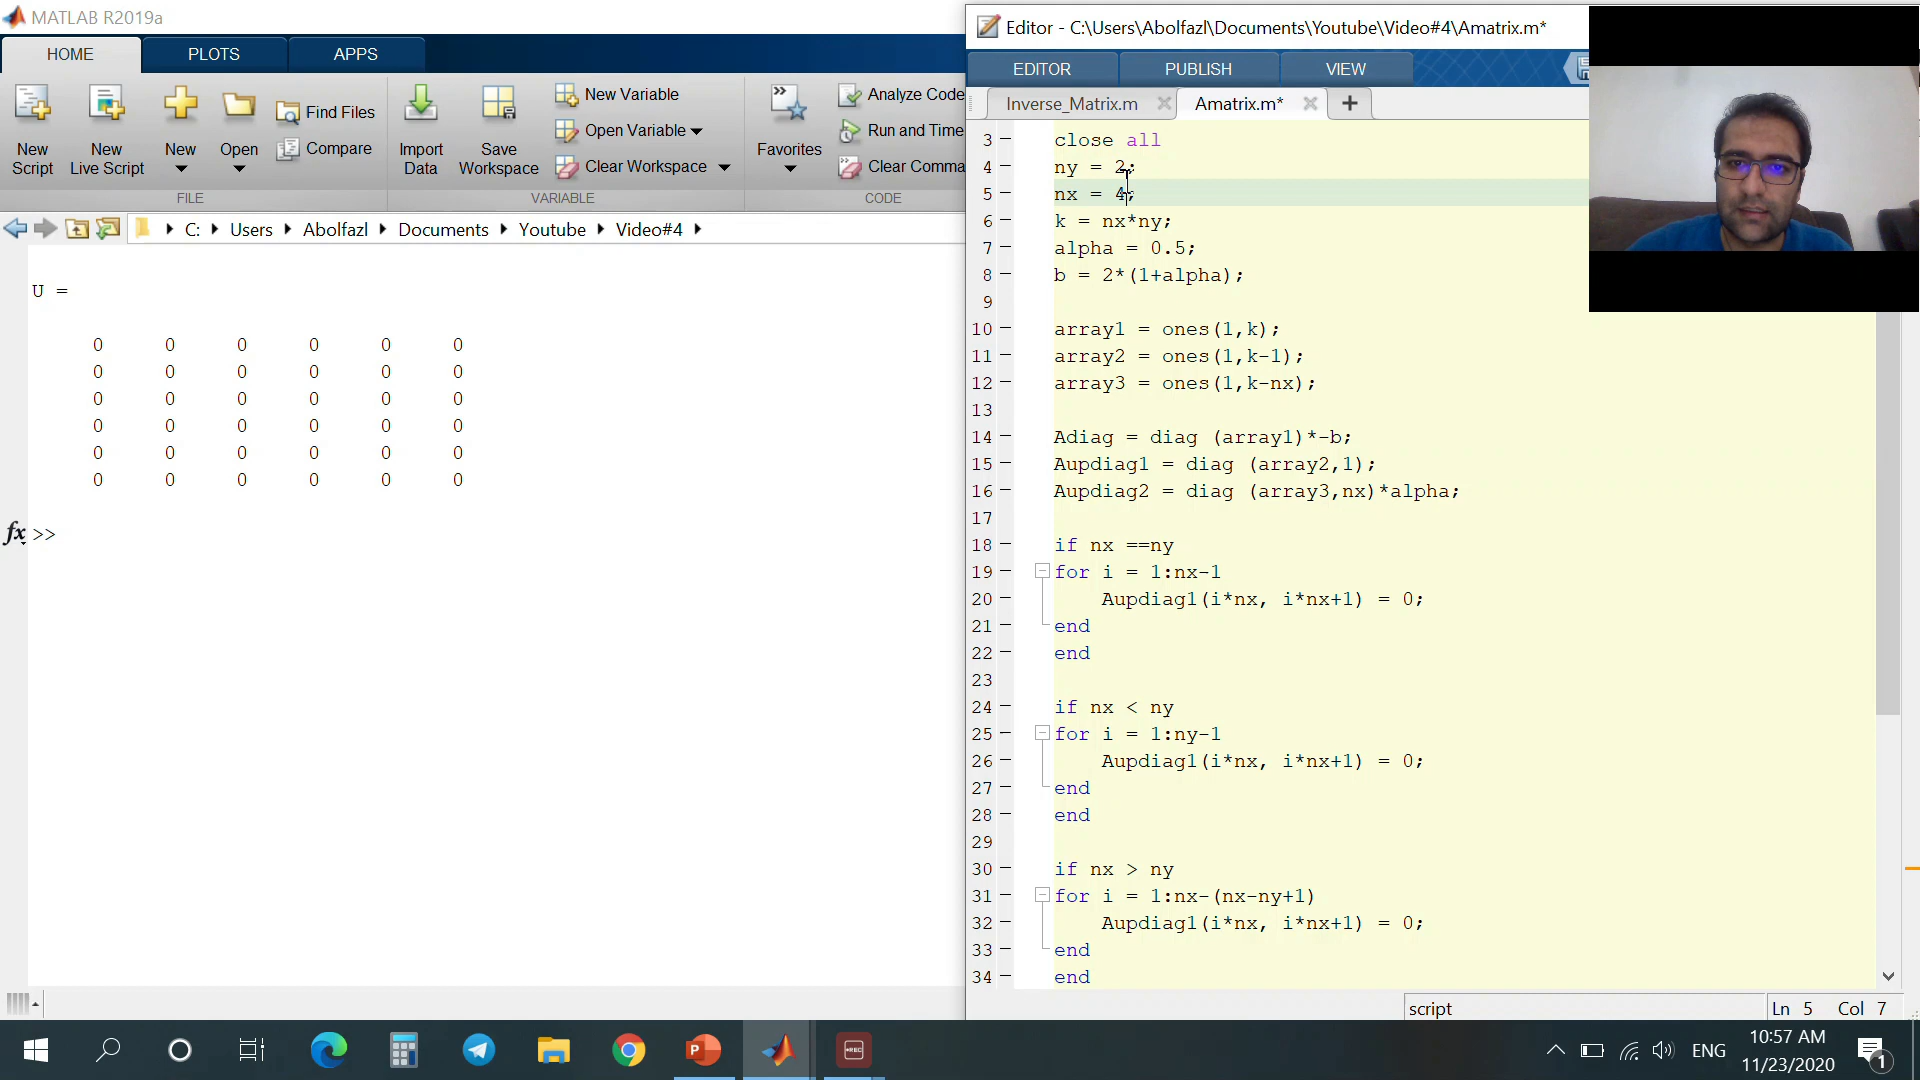 MATLAB R2019a
HOME
PLOTS
APPS
New Script
New Live Script
New
Open
Find Files
Compare
FILE
Import Data
Save Workspace
New Variable
Open Variable
Clear Workspace
VARIABLE
Favorites
Analyze Code
Run and Time
Clear Comma
CODE
C: Users Abolfazl Documents Youtube Video#4
U =
0 0 0 0 0 0
0 0 0 0 0 0
0 0 0 0 0 0
0 0 0 0 0 0
0 0 0 0 0 0
0 0 0 0 0 0
fx >>
Editor - C:\Users\Abolfazl\Documents\Youtube\Video#4\Amatrix.m*
EDITOR
PUBLISH
VIEW
Inverse_Matrix.m
Amatrix.m*
3 close all
4 ny = 2;
5 nx = 4;
6 k = nx*ny;
7 alpha = 0.5;
8 b = 2*(1+alpha);
9
10 array1 = ones(1,k);
11 array2 = ones(1,k-1);
12 array3 = ones(1,k-nx);
13
14 Adiag = diag (array1)*-b;
15 Aupdiag1 = diag (array2,1);
16 Aupdiag2 = diag (array3,nx)*alpha;
17
18 if nx ==ny
19 for i = 1:nx-1
20 Aupdiag1(i*nx, i*nx+1) = 0;
21 end
22 end
23
24 if nx < ny
25 for i = 1:ny-1
26 Aupdiag1(i*nx, i*nx+1) = 0;
27 end
28 end
29
30 if nx > ny
31 for i = 1:nx-(nx-ny+1)
32 Aupdiag1(i*nx, i*nx+1) = 0;
33 end
34 end
script
Ln 5 Col 7
REC
ENG
10:57 AM
11/23/2020
1